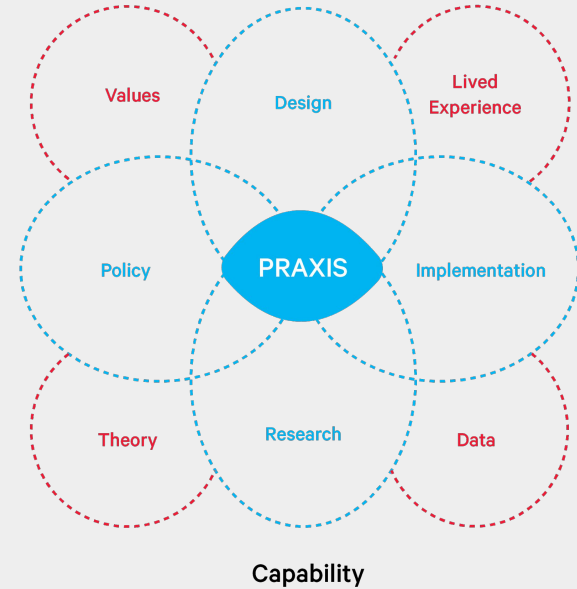 Values
Design
Lived
Experience
Policy
PRAXIS
Implementation
Theory
Research
Data
Capability